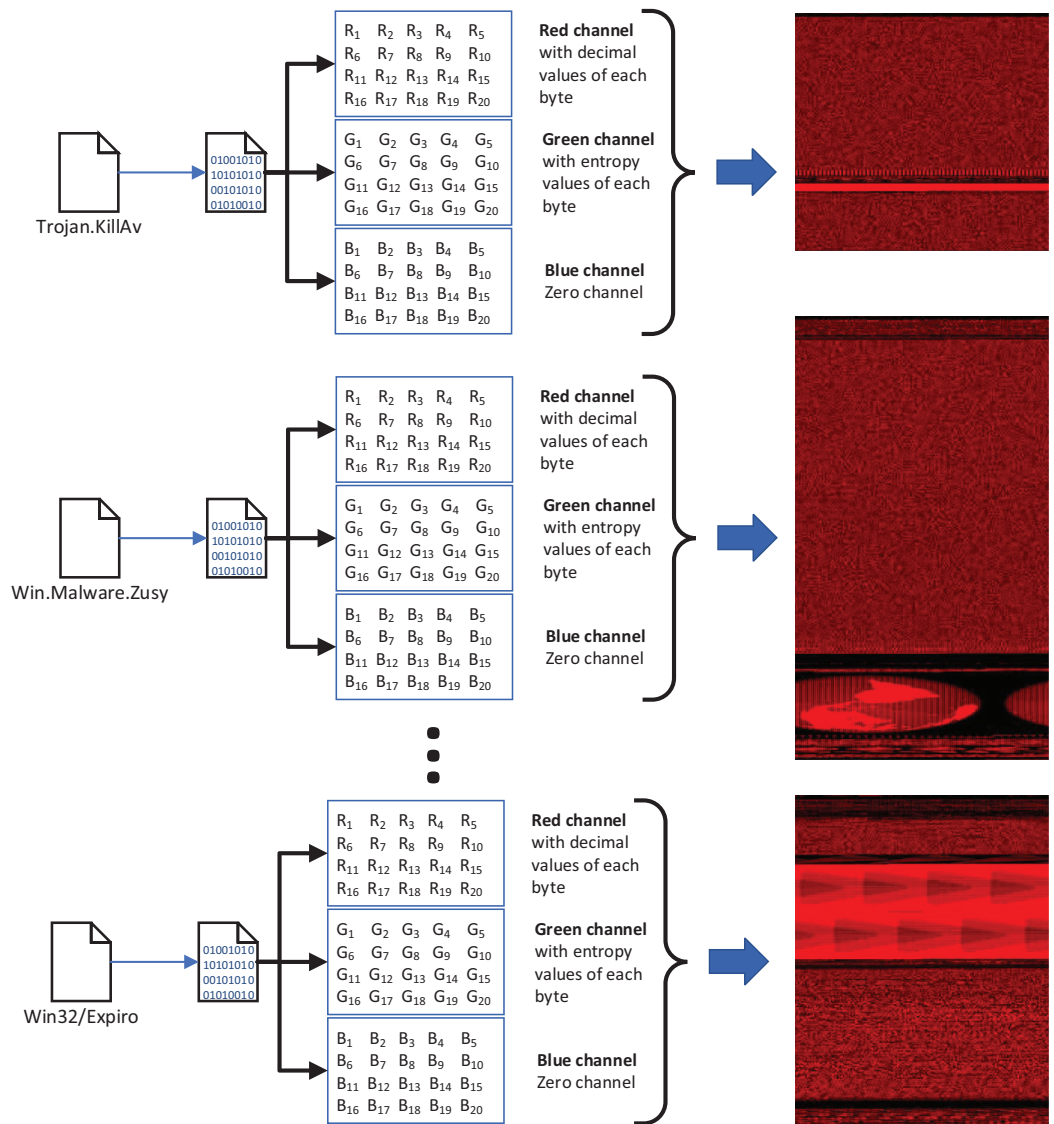 R₁ R₂ R₃ R₄ R₅
R₆ R₇ R₈ R₉ R₁₀
R₁₁ R₁₂ R₁₃ R₁₄ R₁₅
R₁₆ R₁₇ R₁₈ R₁₉ R₂₀
Red channel
with decimal
values of each
byte
01001010
10101010
00101010
01010010
Trojan.KillAv
G₁ G₂ G₃ G₄ G₅
G₆ G₇ G₈ G₉ G₁₀
G₁₁ G₁₂ G₁₃ G₁₄ G₁₅
G₁₆ G₁₇ G₁₈ G₁₉ G₂₀
Green channel
with entropy
values of each
byte
B₁ B₂ B₃ B₄ B₅
B₆ B₇ B₈ B₉ B₁₀
B₁₁ B₁₂ B₁₃ B₁₄ B₁₅
B₁₆ B₁₇ B₁₈ B₁₉ B₂₀
Blue channel
Zero channel
R₁ R₂ R₃ R₄ R₅
R₆ R₇ R₈ R₉ R₁₀
R₁₁ R₁₂ R₁₃ R₁₄ R₁₅
R₁₆ R₁₇ R₁₈ R₁₉ R₂₀
Red channel
with decimal
values of each
byte
01001010
10101010
00101010
01010010
Win.Malware.Zusy
G₁ G₂ G₃ G₄ G₅
G₆ G₇ G₈ G₉ G₁₀
G₁₁ G₁₂ G₁₃ G₁₄ G₁₅
G₁₆ G₁₇ G₁₈ G₁₉ G₂₀
Green channel
with entropy
values of each
byte
B₁ B₂ B₃ B₄ B₅
B₆ B₇ B₈ B₉ B₁₀
B₁₁ B₁₂ B₁₃ B₁₄ B₁₅
B₁₆ B₁₇ B₁₈ B₁₉ B₂₀
Blue channel
Zero channel
R₁ R₂ R₃ R₄ R₅
R₆ R₇ R₈ R₉ R₁₀
R₁₁ R₁₂ R₁₃ R₁₄ R₁₅
R₁₆ R₁₇ R₁₈ R₁₉ R₂₀
Red channel
with decimal
values of each
byte
01001010
10101010
00101010
01010010
Win32/Expiro
G₁ G₂ G₃ G₄ G₅
G₆ G₇ G₈ G₉ G₁₀
G₁₁ G₁₂ G₁₃ G₁₄ G₁₅
G₁₆ G₁₇ G₁₈ G₁₉ G₂₀
Green channel
with entropy
values of each
byte
B₁ B₂ B₃ B₄ B₅
B₆ B₇ B₈ B₉ B₁₀
B₁₁ B₁₂ B₁₃ B₁₄ B₁₅
B₁₆ B₁₇ B₁₈ B₁₉ B₂₀
Blue channel
Zero channel